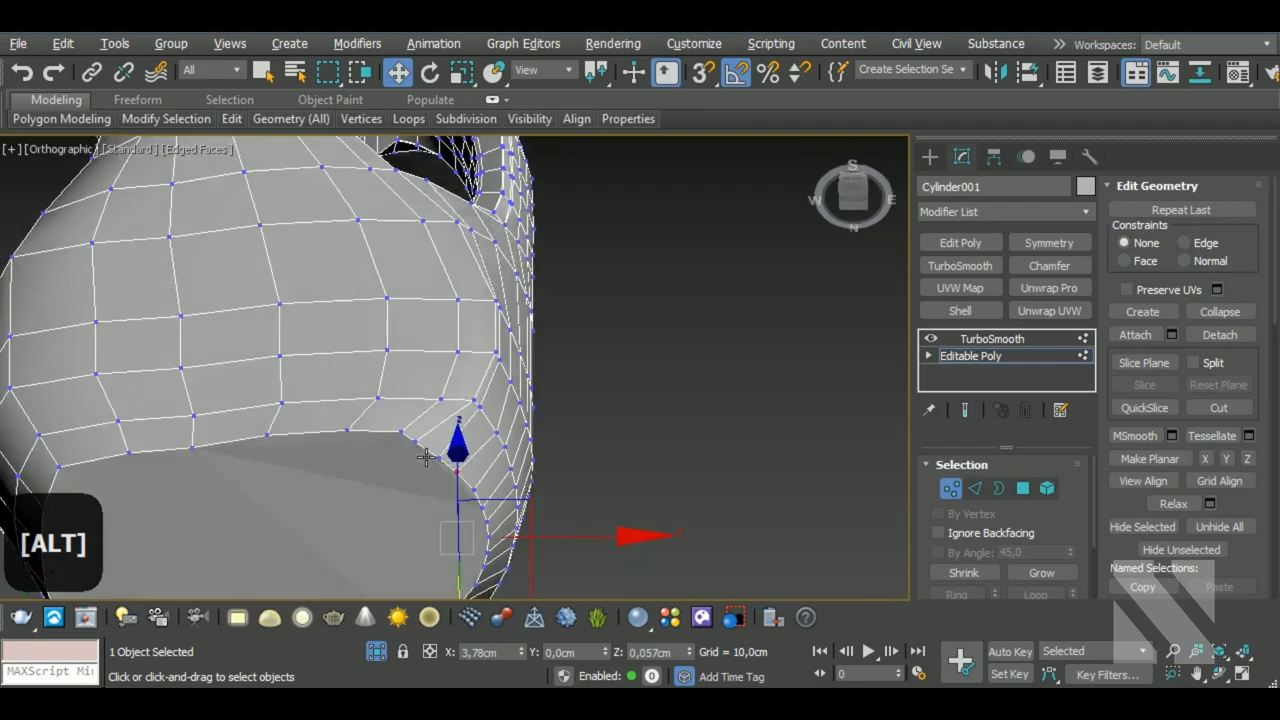 File Edit Tools Group Views Create Modifiers Animation Graph Editors Rendering Customize Scripting Content Civil View Substance Workspaces: Default
All View Create Selection Se
Modeling Freeform Selection Object Paint Populate
Polygon Modeling Modify Selection Edit Geometry (All) Vertices Loops Subdivision Visibility Align Properties
[+] [Orthographic] [Standard] [Edged Faces]
S
W E
N
Cylinder001
Modifier List
Edit Poly Symmetry
TurboSmooth Chamfer
UVW Map Unwrap Pro
Shell Unwrap UVW
TurboSmooth
Editable Poly
Selection
By Vertex
Ignore Backfacing
By Angle: 45,0
Shrink Grow
Ring Loop
Edit Geometry
Repeat Last
Constraints
None Edge
Face Normal
Preserve UVs
Create Collapse
Attach Detach
Slice Plane Split
Slice Reset Plane
QuickSlice Cut
MSmooth Tessellate
Make Planar X Y Z
View Align Grid Align
Relax
Hide Selected Unhide All
Hide Unselected
Named Selections:
Copy Paste
[ALT]
z
x
1 Object Selected X: 3,78cm Y: 0,0cm Z: 0,057cm Grid = 10,0cm Auto Key Selected
MAXScript Mi Click or click-and-drag to select objects Enabled: 0 Add Time Tag 0 Set Key Key Filters...